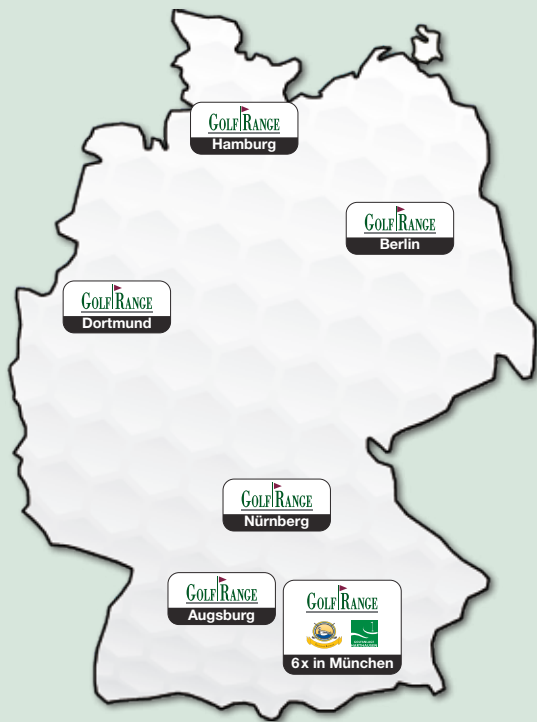 GOLF RANGE
Hamburg
GOLF RANGE
Berlin
GOLF RANGE
Dortmund
GOLF RANGE
Nürnberg
GOLF RANGE
Augsburg
GOLF RANGE
6x in München